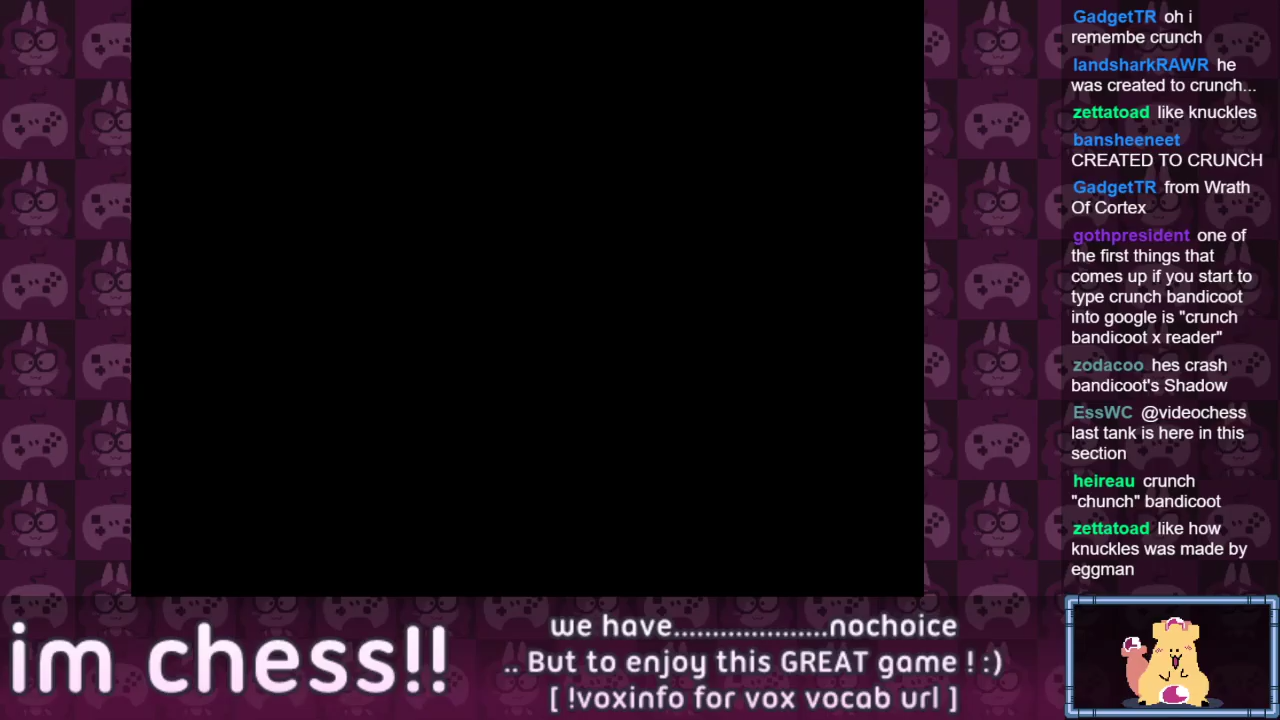 GadgetTR oh i
remembe crunch
landsharkRAWR he
was created to crunch...
zettatoad like knuckles
bansheeneet
CREATED TO CRUNCH
GadgetTR from Wrath
Of Cortex
gothpresident one of
the first things that
comes up if you start to
type crunch bandicoot
into google is "crunch
bandicoot x reader"
zodacoo hes crash
bandicoot's Shadow
EssWC @videochess
last tank is here in this
section
heireau crunch
"chunch" bandicoot
zettatoad like how
knuckles was made by
eggman
im chess!!
we have....................nochoice
.. But to enjoy this GREAT game ! :)
[ !voxinfo for vox vocab url ]